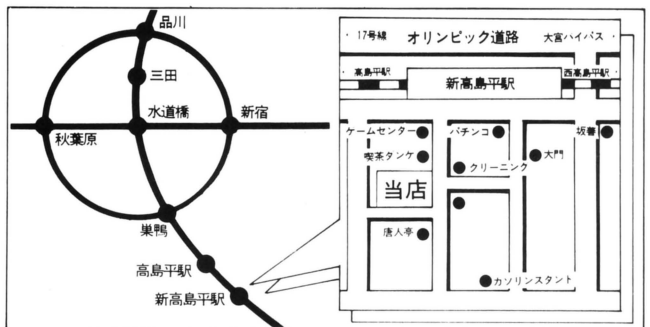 品川
三田
水道橋
新宿
秋葉原
巣鴨
高島平駅
新高島平駅
・17号線
オリンピック道路
大宮ハイパス・
高島平駅
新高島平駅
西高島平駅
ゲームセンター
パチンコ
坂善
喫茶タンケ
クリーニング
大門
当店
唐人亭
カソリンスタント